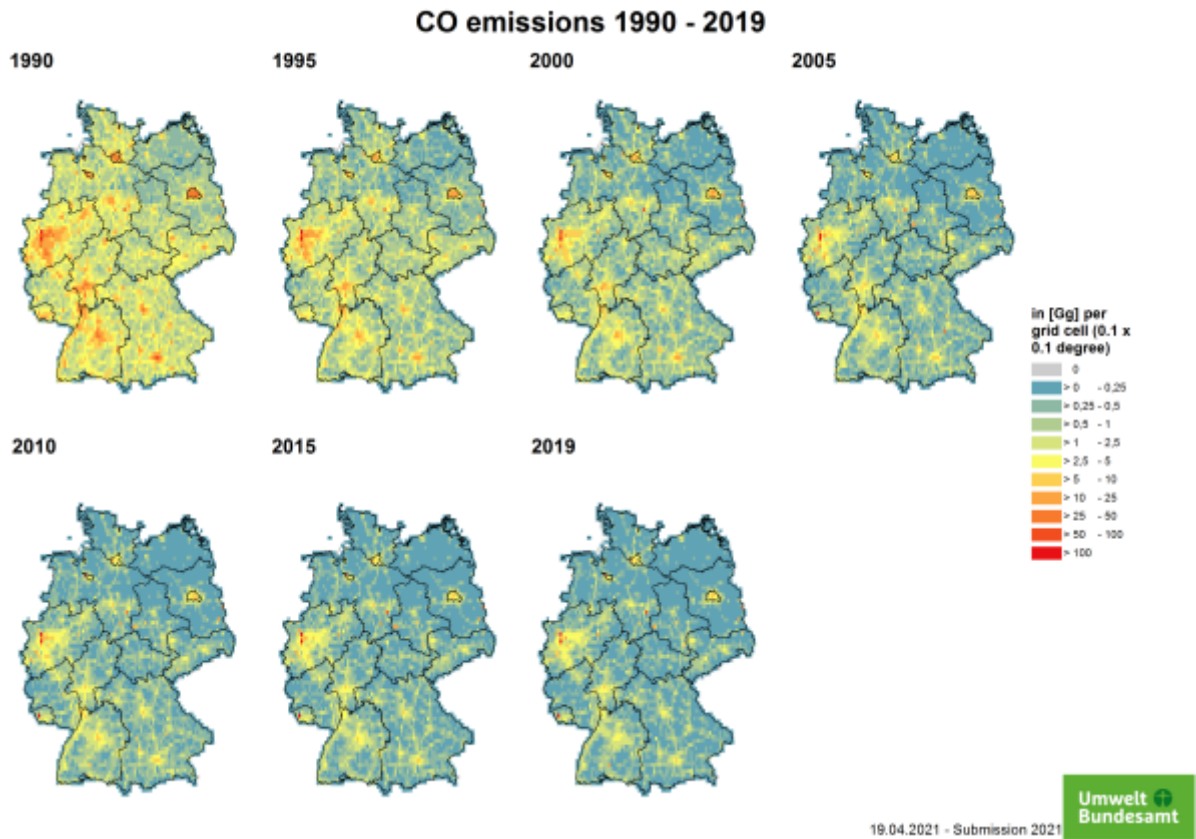 CO emissions 1990 - 2019
1990
1995
2000
2005
in [Gg] per
grid cell (0.1 x
0.1 degree)
0
> 0 - 0,25
> 0,25 - 0,5
> 0,5 - 1
> 1 - 2,5
> 2,5 - 5
> 5 - 10
> 10 - 25
> 25 - 50
> 50 - 100
> 100
2010
2015
2019
Umwelt
Bundesamt
19.04.2021 - Submission 2021